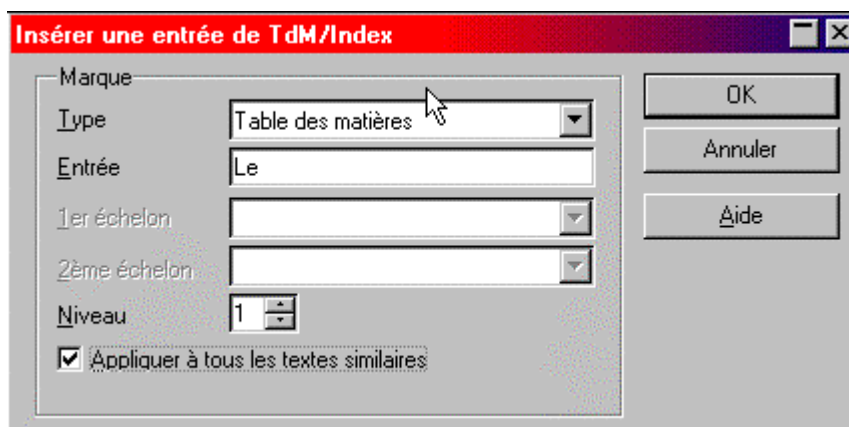 Insérer une entrée de TdM/Index
Marque
Type
Table des matières
Entrée
Le
1er échelon
2ème échelon
Niveau
1
Appliquer à tous les textes similaires
OK
Annuler
Aide